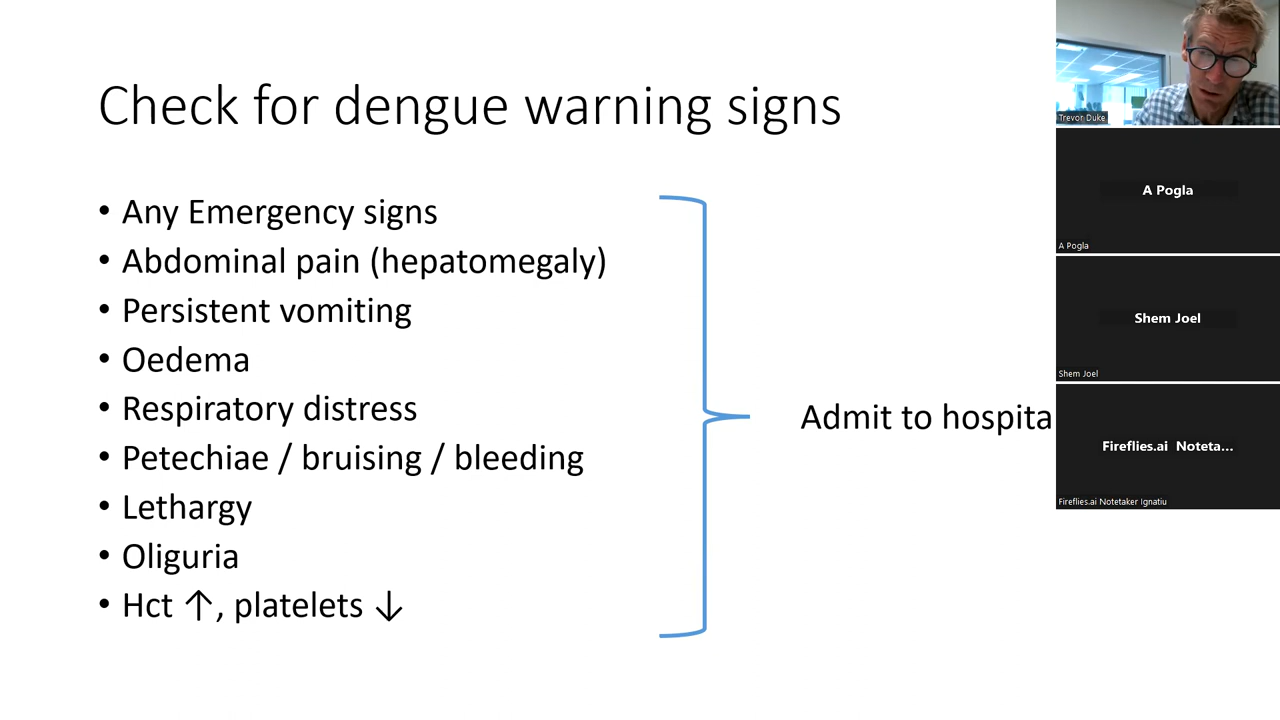 Check for dengue warning signs
• Any Emergency signs
• Abdominal pain (hepatomegaly)
• Persistent vomiting
• Oedema
• Respiratory distress
• Petechiae / bruising / bleeding
• Lethargy
• Oliguria
• Hct ↑, platelets ↓
Admit to hospita
Trevor Duke
A Pogla
A Pogla
Shem Joel
Shem Joel
Fireflies.ai Noteta...
Fireflies.ai Notetaker Ignatiu